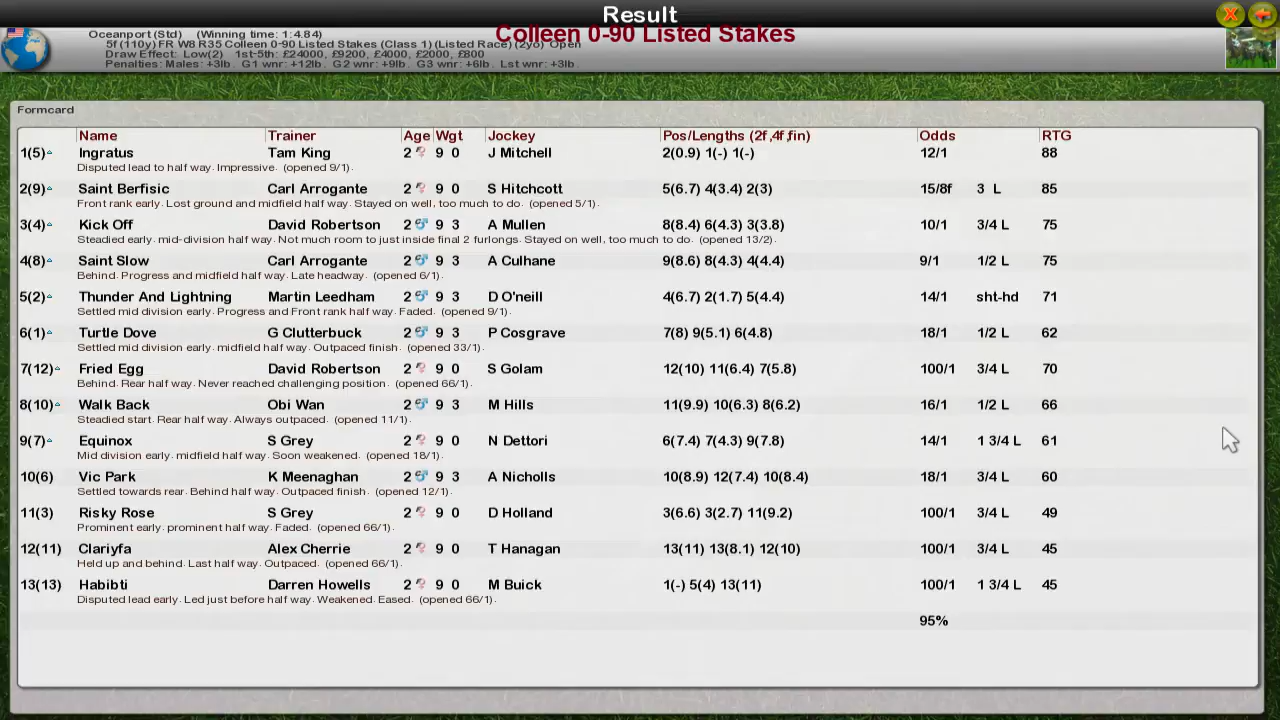 Result
Colleen 0-90 Listed Stakes
Oceanport (Std) (Winning time: 1:4.84)
5f (110y) FR W8 R35 Colleen 0-90 Listed Stakes (Class 1) (Listed Race) (2yo) Open
Draw Effect: Low(2) 1st-5th: £24000, £9200, £4000, £2000, £800
Penalties: Males: +3lb. G1 wnr: +12lb. G2 wnr: +9lb. G3 wnr: +6lb. Lst wnr: +3lb.
Formcard
Name Trainer Age Wgt Jockey Pos/Lengths (2f,4f,fin) Odds RTG
1(5) Ingratus Tam King 2 9 0 J Mitchell 2(0.9) 1(-) 1(-) 12/1 88
Disputed lead to half way. Impressive. (opened 9/1).
2(9) Saint Berfisic Carl Arrogante 2 9 0 S Hitchcott 5(6.7) 4(3.4) 2(3) 15/8f 3 L 85
Front rank early. Lost ground and midfield half way. Stayed on well, too much to do. (opened 5/1).
3(4) Kick Off David Robertson 2 9 3 A Mullen 8(8.4) 6(4.3) 3(3.8) 10/1 3/4 L 75
Steadied early. mid-division half way. Not much room to just inside final 2 furlongs. Stayed on well, too much to do. (opened 13/2).
4(8) Saint Slow Carl Arrogante 2 9 3 A Culhane 9(8.6) 8(4.3) 4(4.4) 9/1 1/2 L 75
Behind. Progress and midfield half way. Late headway. (opened 6/1).
5(2) Thunder And Lightning Martin Leedham 2 9 3 D O'neill 4(6.7) 2(1.7) 5(4.4) 14/1 sht-hd 71
Settled mid division early. Progress and Front rank half way. Faded. (opened 9/1).
6(1) Turtle Dove G Clutterbuck 2 9 3 P Cosgrave 7(8) 9(5.1) 6(4.8) 18/1 1/2 L 62
Settled mid division early. midfield half way. Outpaced finish. (opened 33/1).
7(12) Fried Egg David Robertson 2 9 0 S Golam 12(10) 11(6.4) 7(5.8) 100/1 3/4 L 70
Behind. Rear half way. Never reached challenging position. (opened 66/1).
8(10) Walk Back Obi Wan 2 9 3 M Hills 11(9.9) 10(6.3) 8(6.2) 16/1 1/2 L 66
Steadied start. Rear half way. Always outpaced. (opened 11/1).
9(7) Equinox S Grey 2 9 0 N Dettori 6(7.4) 7(4.3) 9(7.8) 14/1 1 3/4 L 61
Mid division early. midfield half way. Soon weakened. (opened 18/1).
10(6) Vic Park K Meenaghan 2 9 3 A Nicholls 10(8.9) 12(7.4) 10(8.4) 18/1 3/4 L 60
Settled towards rear. Behind half way. Outpaced finish. (opened 12/1).
11(3) Risky Rose S Grey 2 9 0 D Holland 3(6.6) 3(2.7) 11(9.2) 100/1 3/4 L 49
Prominent early. prominent half way. Faded. (opened 66/1).
12(11) Clariyfa Alex Cherrie 2 9 0 T Hanagan 13(11) 13(8.1) 12(10) 100/1 3/4 L 45
Held up and behind. Last half way. Outpaced. (opened 66/1).
13(13) Habibti Darren Howells 2 9 0 M Buick 1(-) 5(4) 13(11) 100/1 1 3/4 L 45
Disputed lead early. Led just before half way. Weakened. Eased. (opened 66/1).
95%